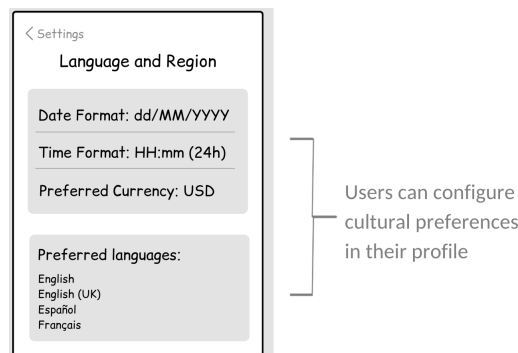 Settings
Language and Region
Date Format: dd/MM/YYYY
Time Format: HH:mm (24h)
Preferred Currency: USD
Preferred languages:
English
English (UK)
Español
Français
Users can configure
cultural preferences
in their profile